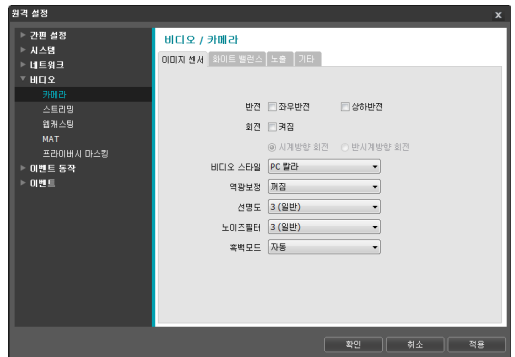 원격 설정
x
간편 설정
시스템
네트워크
비디오
카메라
스트리밍
웹캐스팅
MAT
프라이버시 마스킹
이벤트 동작
이벤트
비디오 / 카메라
이미지 센서 화이트 밸런스 노출 기타
반전 좌우반전 상하반전
회전 켜짐
시계방향 회전 반시계방향 회전
비디오 스타일 PC 칼라
역광보정 꺼짐
선명도 3 (일반)
노이즈필터 3 (일반)
흑백모드 자동
확인 취소 적용